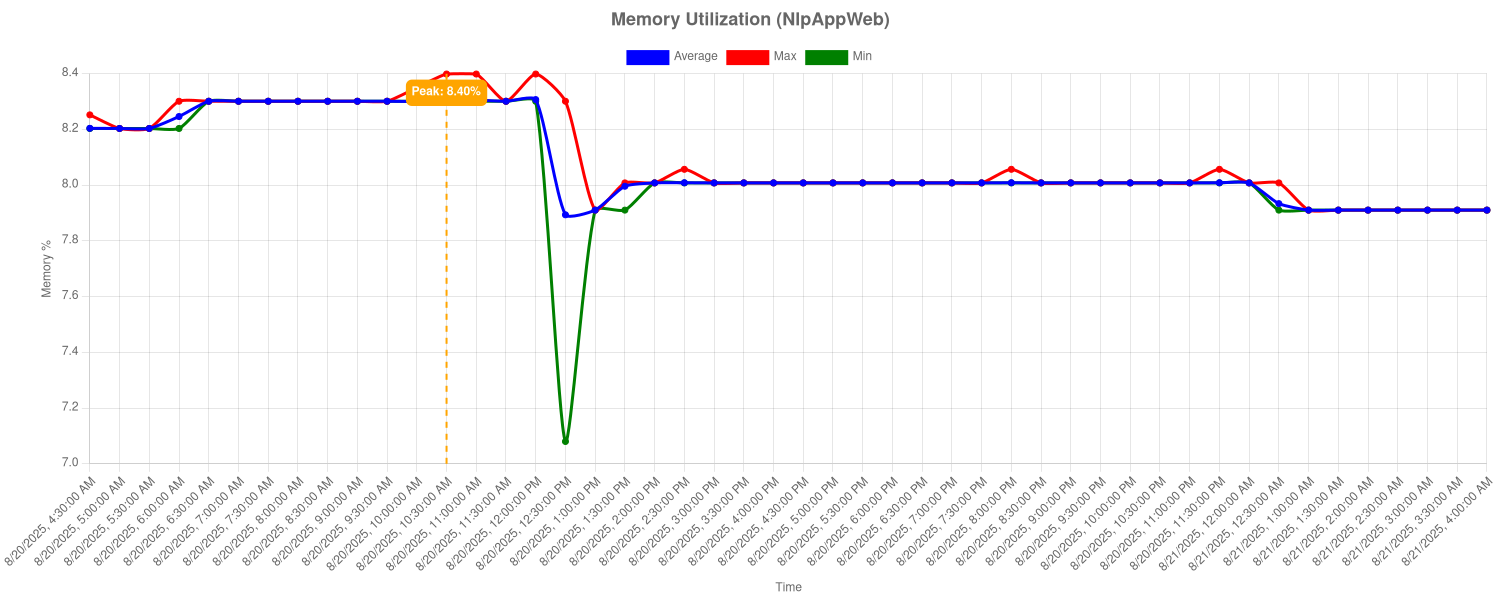 Memory Utilization (NlpAppWeb)
Average Max Min
8.4
Peak: 8.40%
8.2
8.0
7.8
Memory %
7.6
7.4
7.2
7.0
8/20/2025, 4:30:00 AM
8/20/2025, 5:00:00 AM
8/20/2025, 5:30:00 AM
8/20/2025, 6:00:00 AM
8/20/2025, 6:30:00 AM
8/20/2025, 7:00:00 AM
8/20/2025, 7:30:00 AM
8/20/2025, 8:00:00 AM
8/20/2025, 8:30:00 AM
8/20/2025, 9:00:00 AM
8/20/2025, 9:30:00 AM
8/20/2025, 10:00:00 AM
8/20/2025, 10:30:00 AM
8/20/2025, 11:00:00 AM
8/20/2025, 11:30:00 AM
8/20/2025, 12:00:00 PM
8/20/2025, 12:30:00 PM
8/20/2025, 1:00:00 PM
8/20/2025, 1:30:00 PM
8/20/2025, 2:00:00 PM
8/20/2025, 2:30:00 PM
8/20/2025, 3:00:00 PM
8/20/2025, 3:30:00 PM
8/20/2025, 4:00:00 PM
8/20/2025, 4:30:00 PM
8/20/2025, 5:00:00 PM
8/20/2025, 5:30:00 PM
8/20/2025, 6:00:00 PM
8/20/2025, 6:30:00 PM
8/20/2025, 7:00:00 PM
8/20/2025, 7:30:00 PM
8/20/2025, 8:00:00 PM
8/20/2025, 8:30:00 PM
8/20/2025, 9:00:00 PM
8/20/2025, 9:30:00 PM
8/20/2025, 10:00:00 PM
8/20/2025, 10:30:00 PM
8/20/2025, 11:00:00 PM
8/20/2025, 11:30:00 PM
8/21/2025, 12:00:00 AM
8/21/2025, 12:30:00 AM
8/21/2025, 1:00:00 AM
8/21/2025, 1:30:00 AM
8/21/2025, 2:00:00 AM
8/21/2025, 2:30:00 AM
8/21/2025, 3:00:00 AM
8/21/2025, 3:30:00 AM
8/21/2025, 4:00:00 AM
Time